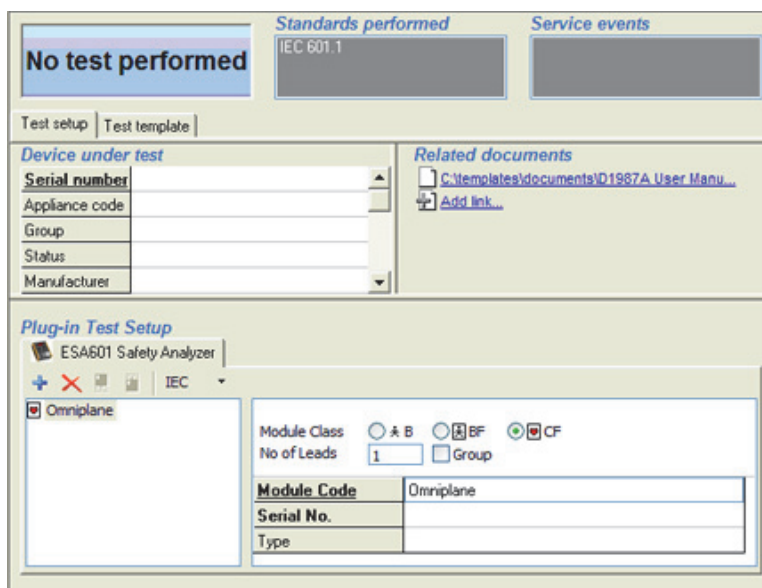 Standards performed
Service events
No test performed
IEC 601.1
Test setup
Test template
Device under test
Related documents
Serial number
C:\templates\documents\D1987A User Manu...
Appliance code
Add link...
Group
Status
Manufacturer
Plug-in Test Setup
ESA601 Safety Analyzer
IEC
Omniplane
Module Class B BF CF
No of Leads 1 Group
Module Code Omniplane
Serial No.
Type